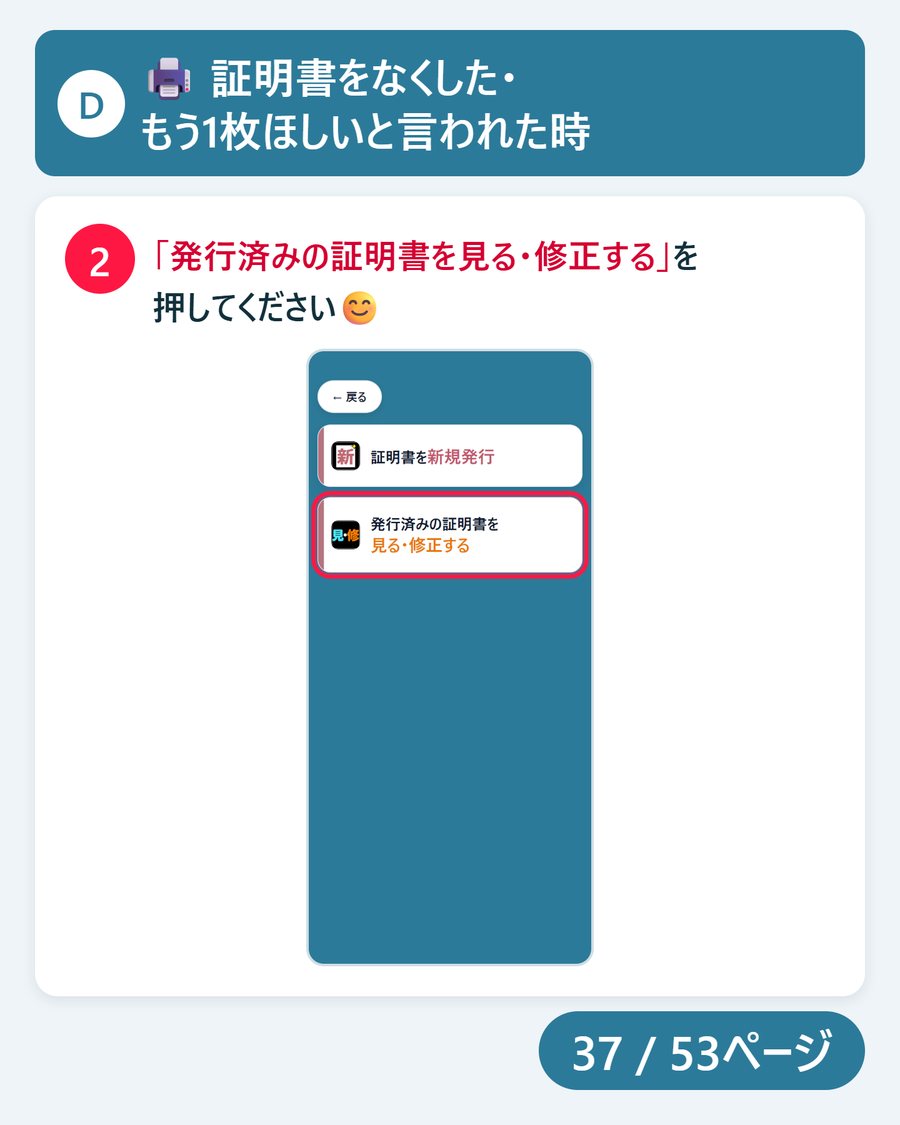 D
証明書をなくした・
もう1枚ほしいと言われた時
2
「発行済みの証明書を見る・修正する」を
押してください
← 戻る
新 証明書を新規発行
見・修
発行済みの証明書を
見る・修正する
37 / 53ページ